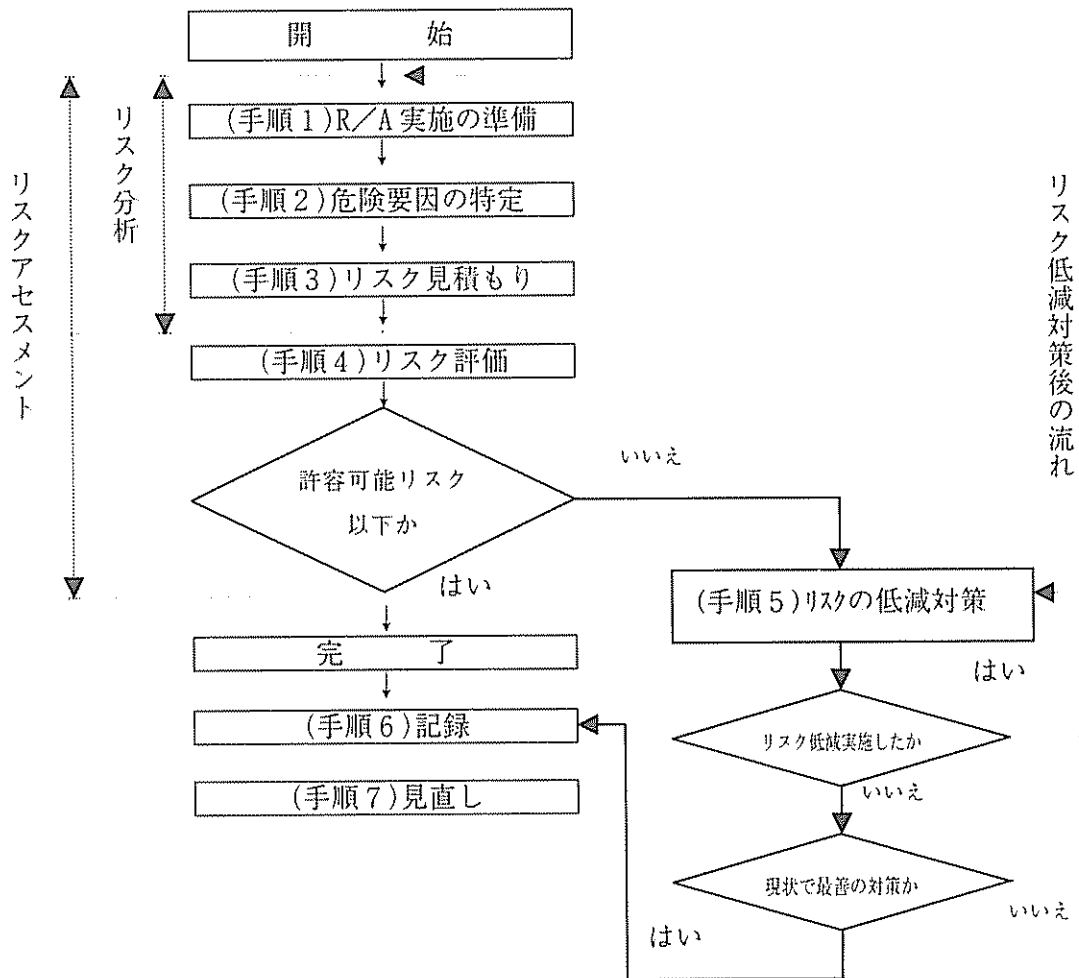 開　始
(手順１)R／A 実施の準備
(手順２)危険要因の特定
(手順３)リスク見積もり
(手順４)リスク評価
リスク分析
リスクアセスメント
許容可能リスク
以下か
いいえ
はい
完　了
(手順６)記録
(手順７)見直し
リスク低減対策後の流れ
(手順５)ﾘｽｸの低減対策
はい
リスク低減実施したか
いいえ
現状で最善の対策か
いいえ
はい